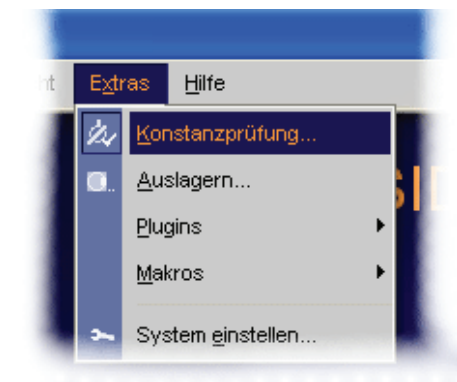 Extras Hilfe
Konstanzprüfung...
Auslagern...
Plugins
Makros
System einstellen...